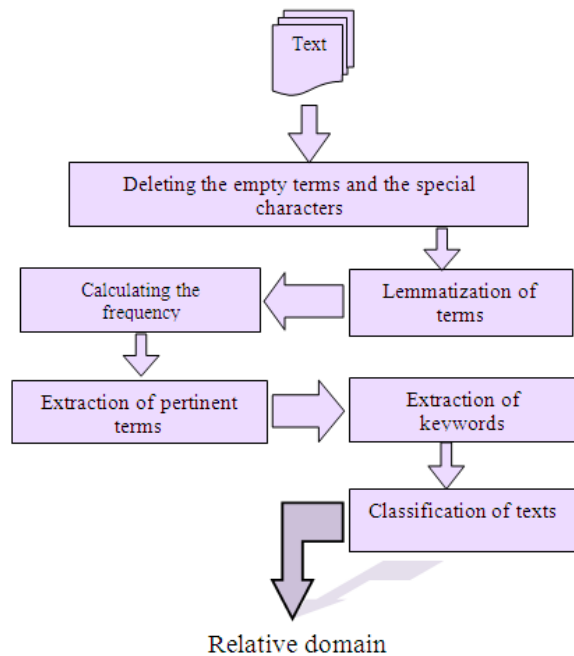 Text
Deleting the empty terms and the special
characters
Lemmatization of
terms
Calculating the
frequency
Extraction of pertinent
terms
Extraction of
keywords
Classification of texts
Relative domain